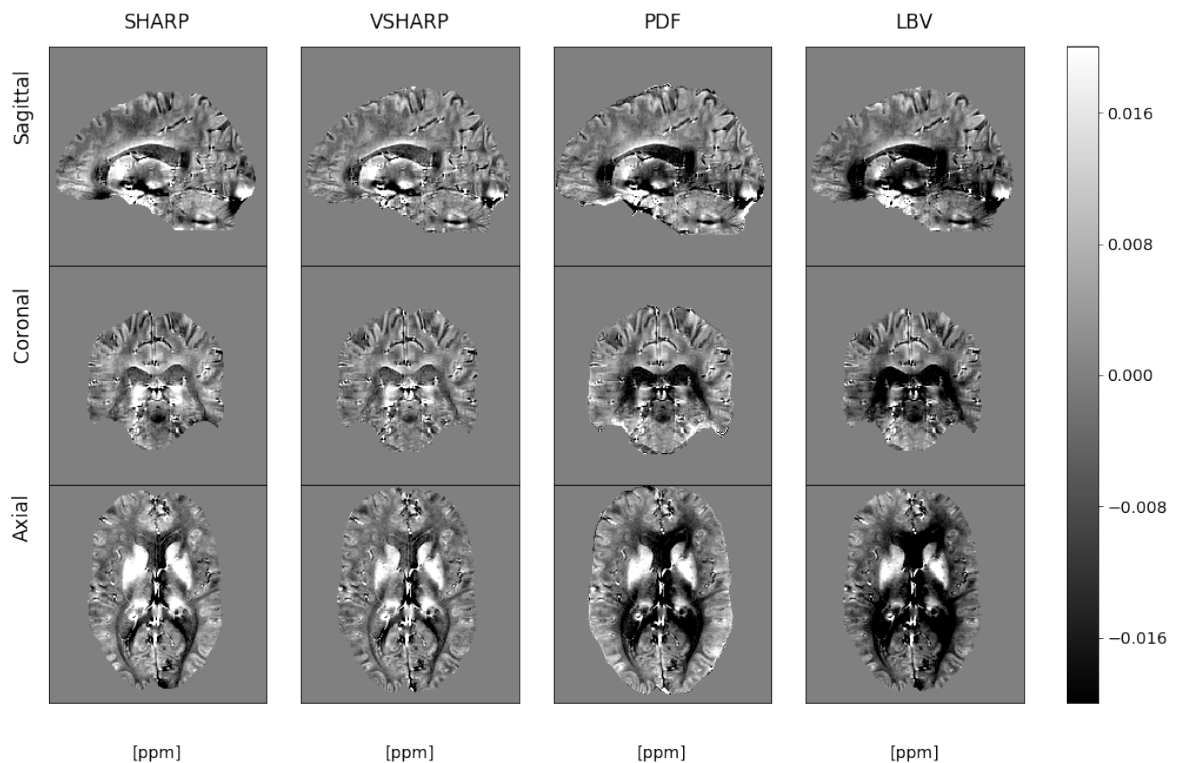 SHARP VSHARP PDF LBV
Sagittal
Coronal
Axial
0.016
0.008
0.000
−0.008
−0.016
[ppm] [ppm] [ppm] [ppm]